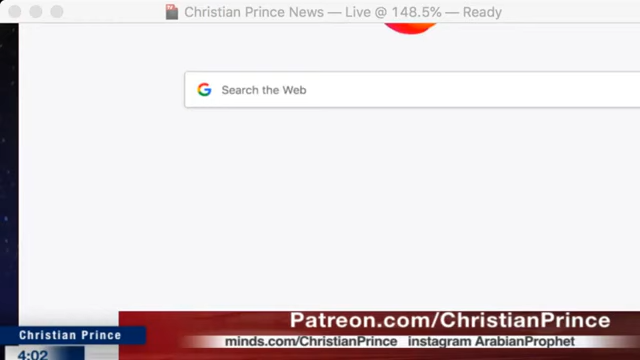 Christian Prince News — Live @ 148.5% — Ready
Search the Web
Patreon.com/ChristianPrince
minds.com/ChristianPrince instagram ArabianProphet
Christian Prince
4:02